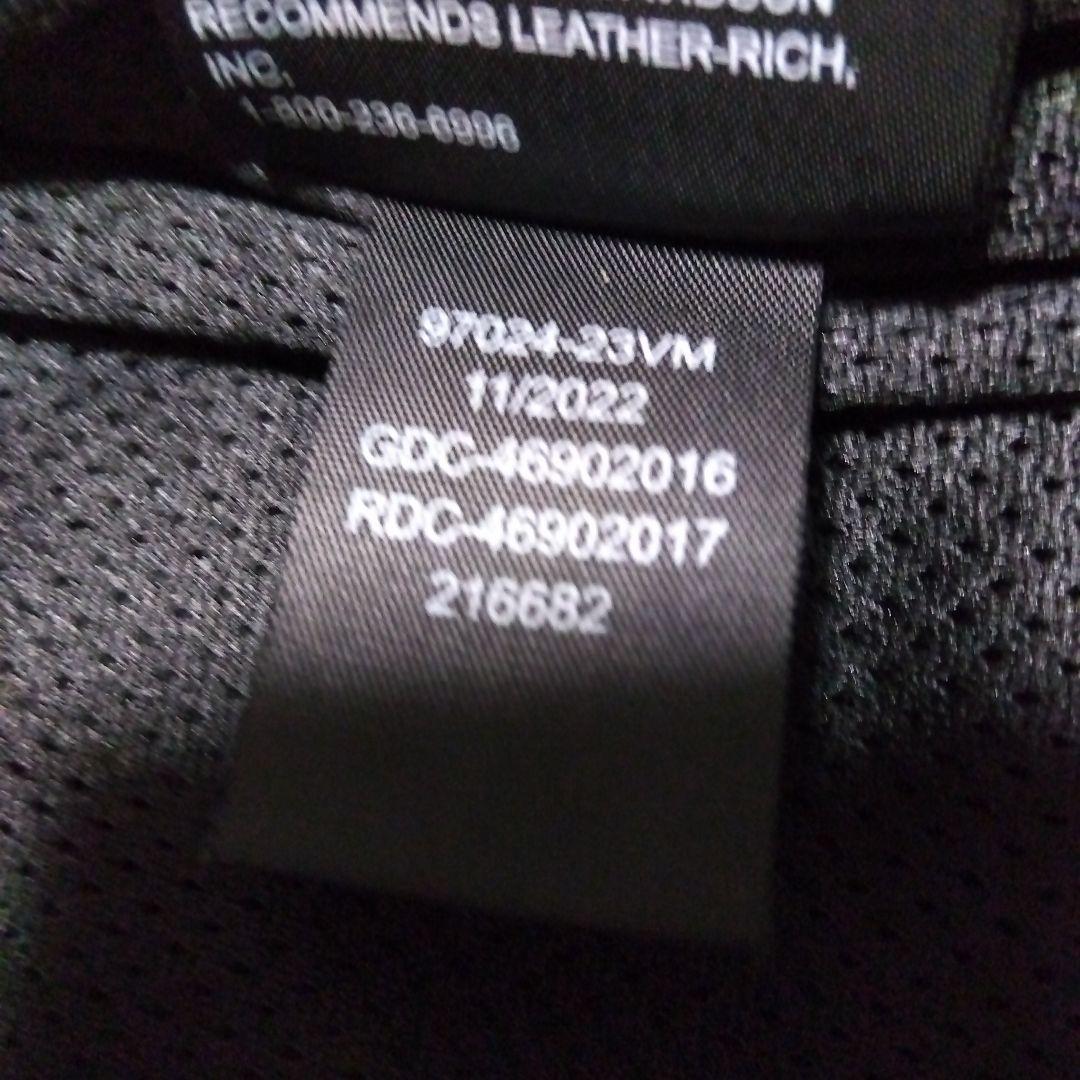 RECOMMENDS LEATHER-RICH,
INC.
1-800-236-6996
97024-23VM
11/2022
GDC-46902016
RDC-46902017
216682